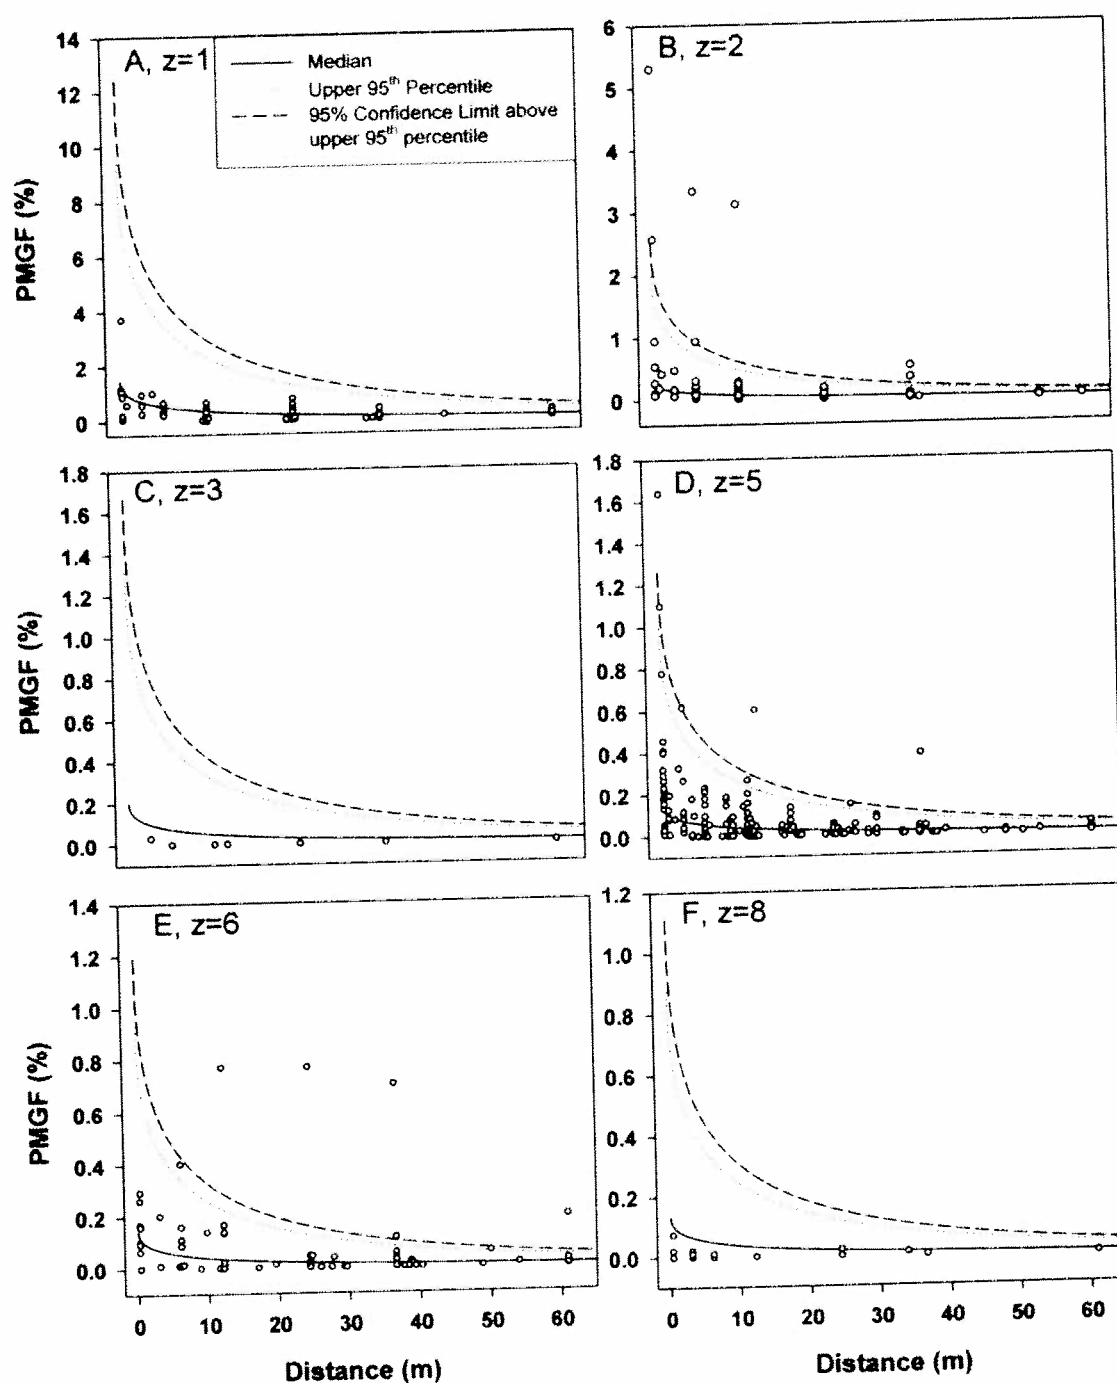 A, z=1
Median
Upper 95th Percentile
95% Confidence Limit above
upper 95th percentile
PMGF (%)
14
12
10
8
6
4
2
0
B, z=2
6
5
4
3
2
1
0
C, z=3
PMGF (%)
1.8
1.6
1.4
1.2
1.0
0.8
0.6
0.4
0.2
0.0
D, z=5
1.8
1.6
1.4
1.2
1.0
0.8
0.6
0.4
0.2
0.0
E, z=6
PMGF (%)
1.4
1.2
1.0
0.8
0.6
0.4
0.2
0.0
0 10 20 30 40 50 60
Distance (m)
F, z=8
1.2
1.0
0.8
0.6
0.4
0.2
0.0
0 10 20 30 40 50 60
Distance (m)